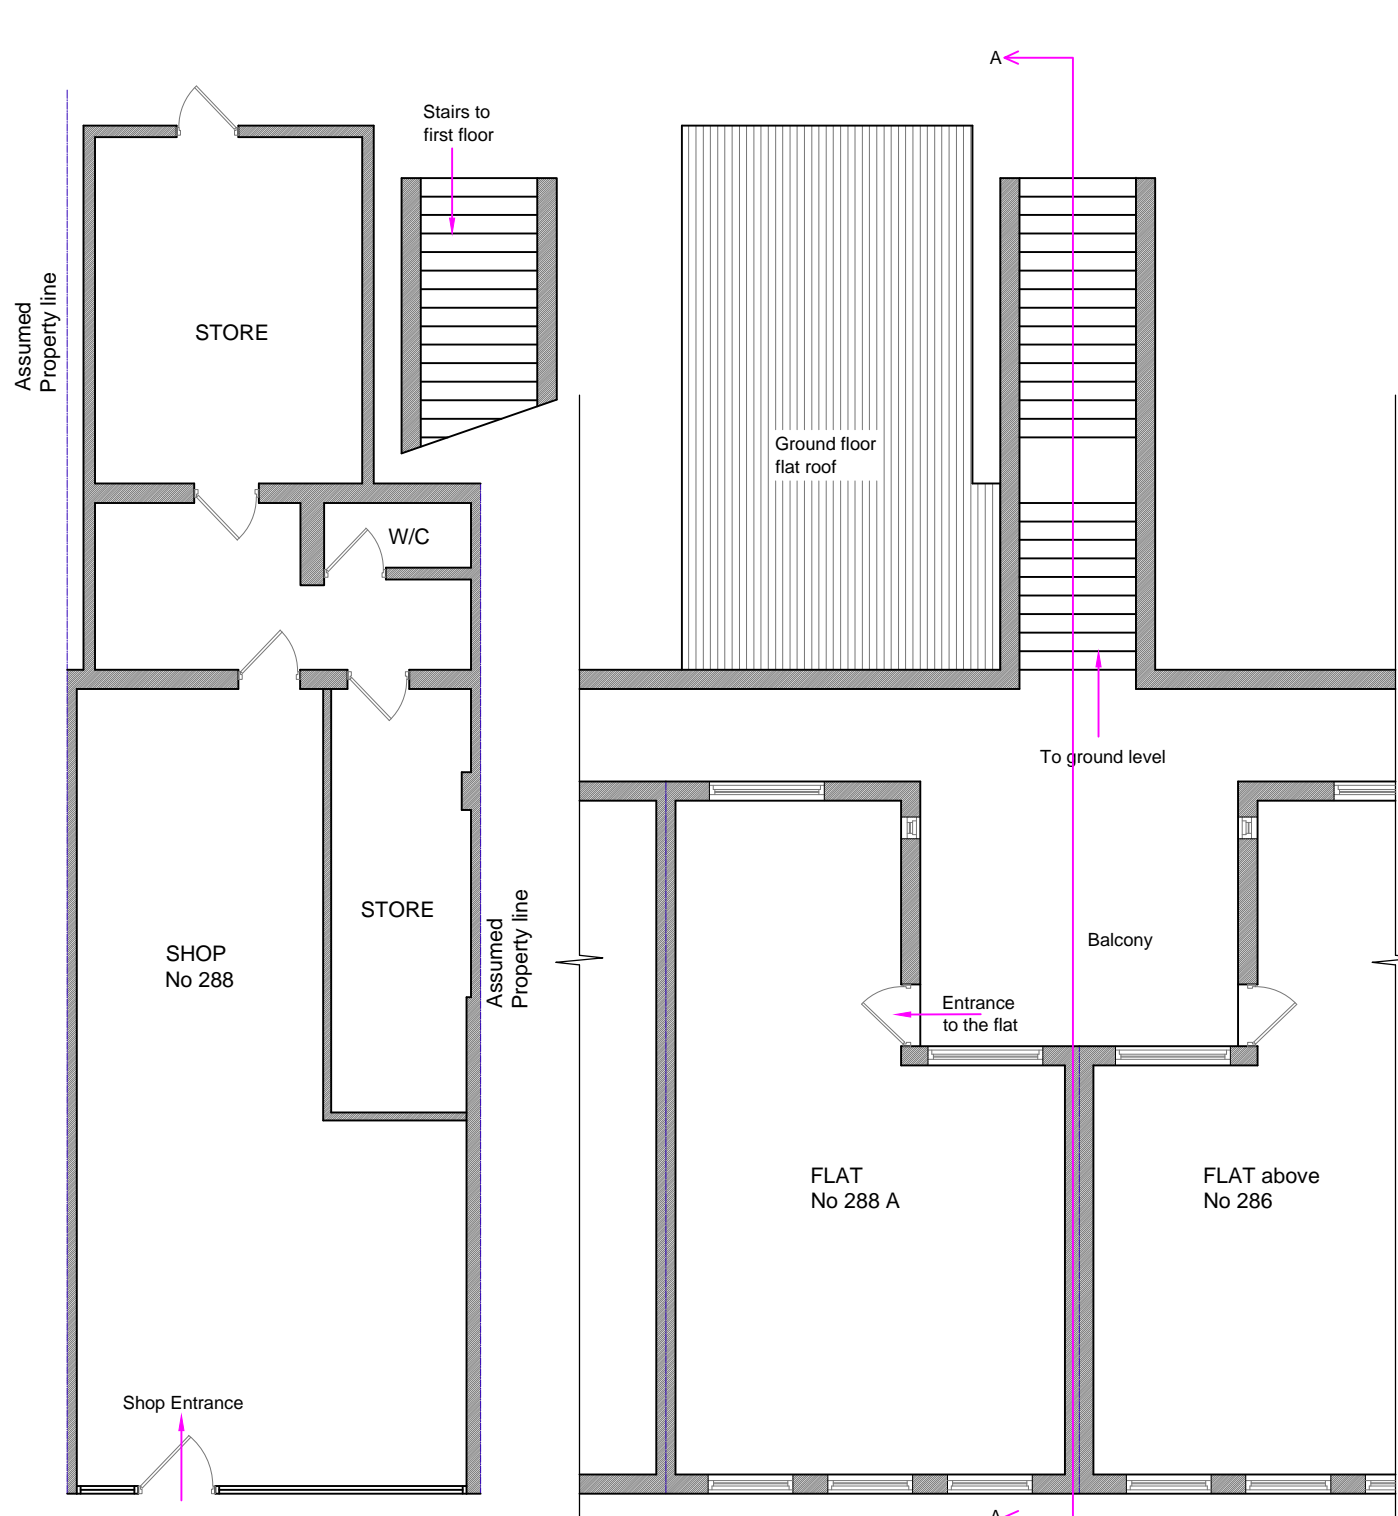 A
Stairs to
first floor
Assumed
Property line
STORE
Ground floor
flat roof
W/C
To ground level
STORE
SHOP
No 288
Assumed
Property line
Balcony
Entrance
to the flat
FLAT
No 288 A
FLAT above
No 286
Shop Entrance
A